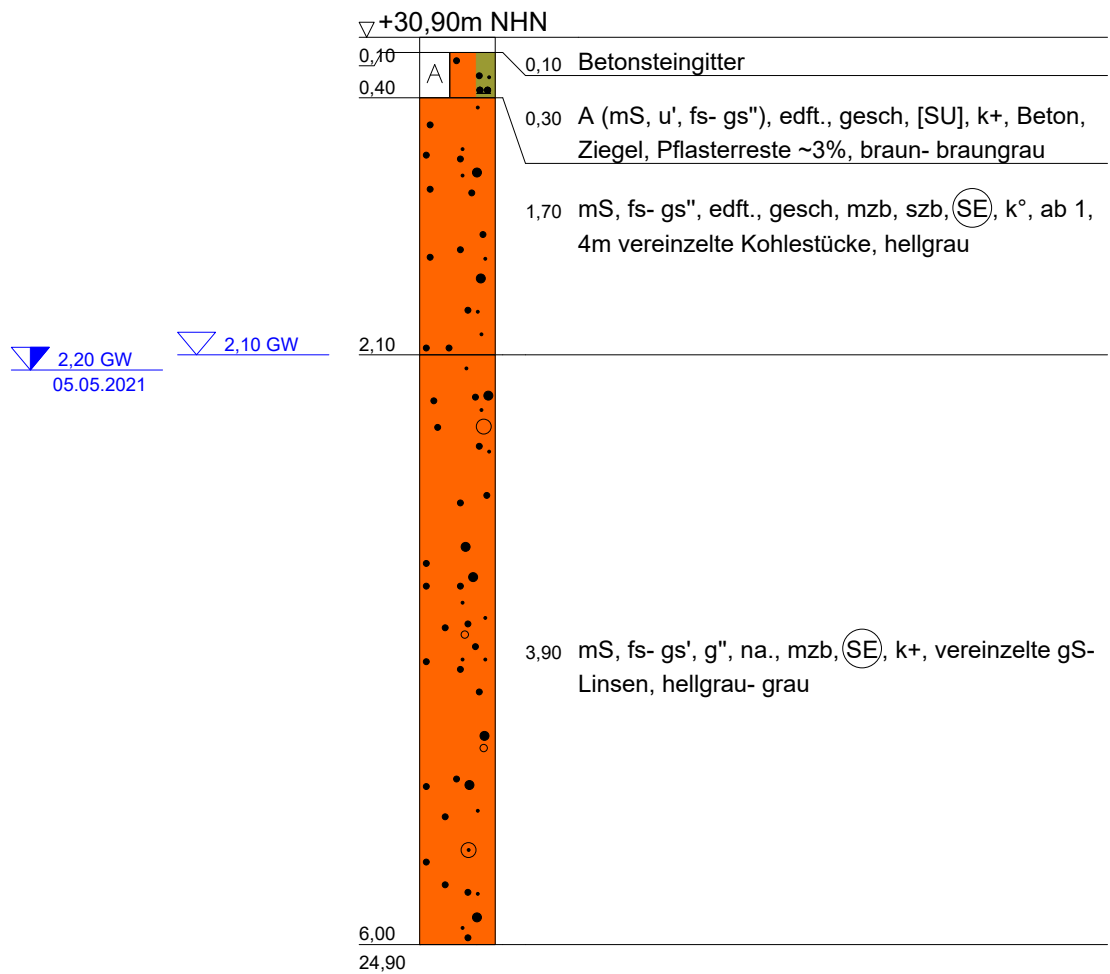 +30,90m NHN
0,10
0,10 Betonsteingitter
A
0,40
0,30 A (mS, u', fs- gs"), edft., gesch, [SU], k+, Beton,
Ziegel, Pflasterreste ~3%, braun- braungrau
1,70 mS, fs- gs", edft., gesch, mzb, szb, SE, k°, ab 1,
4m vereinzelte Kohlestücke, hellgrau
2,20 GW
05.05.2021
2,10 GW
2,10
3,90 mS, fs- gs', g", na., mzb, SE, k+, vereinzelte gS-
Linsen, hellgrau- grau
6,00
24,90